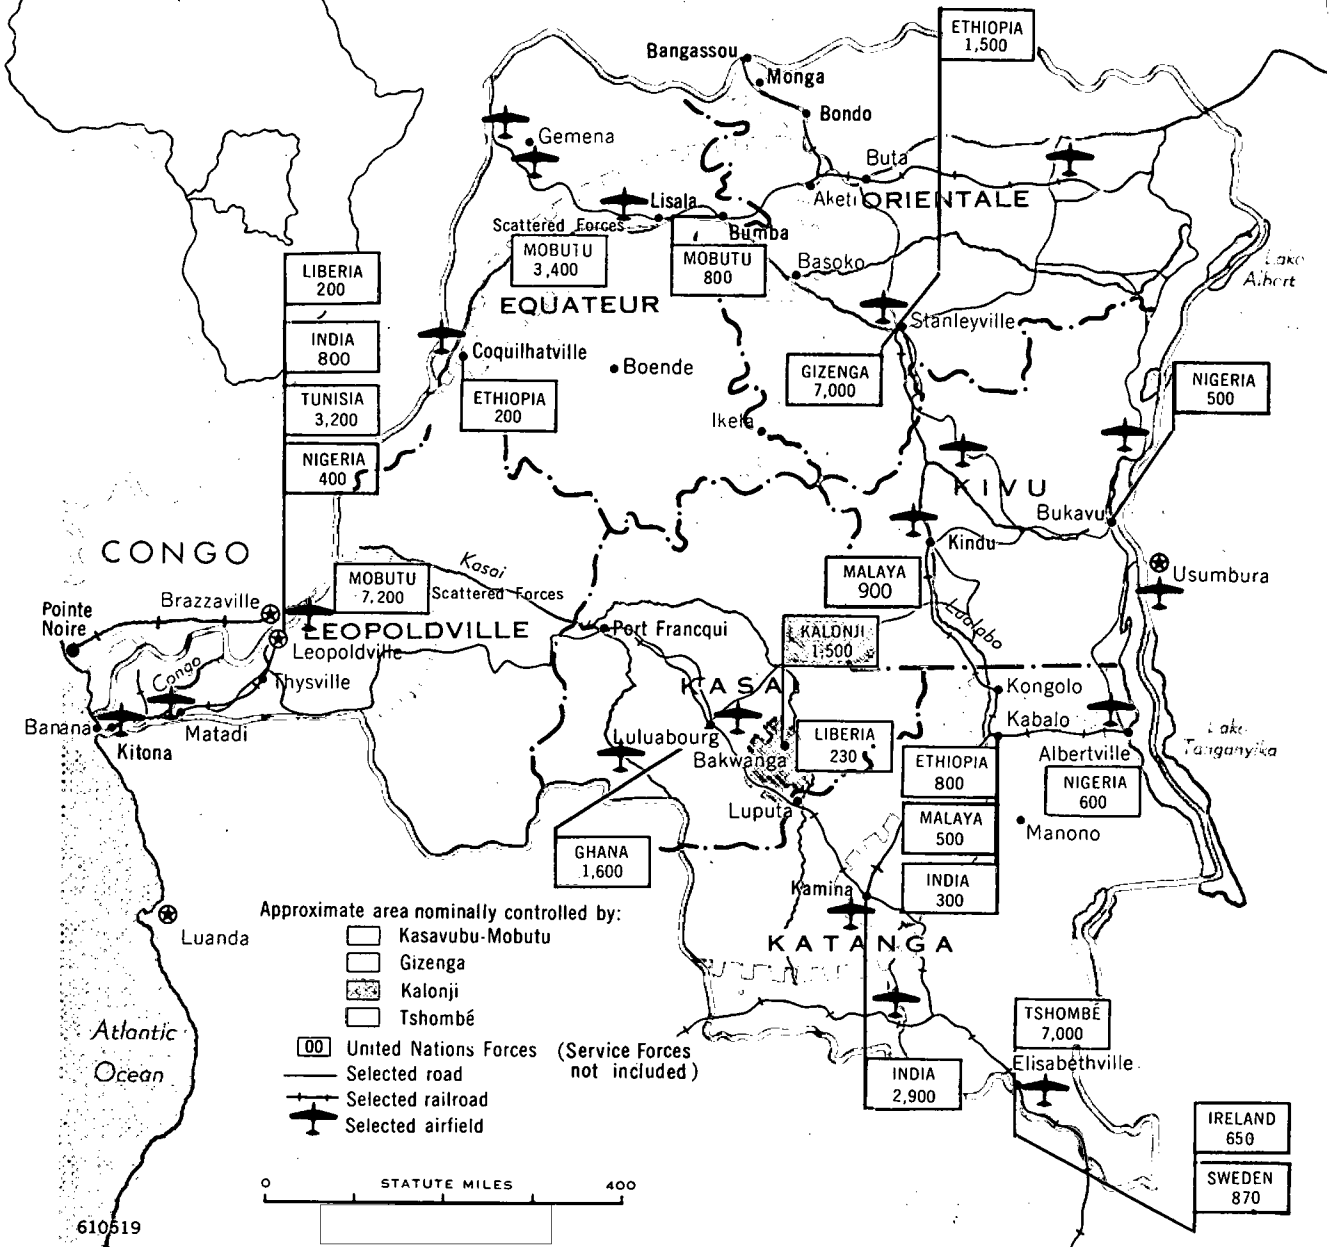 ETHIOPIA
1,500
Bangassou
Monga
Bondo
Gemena
Buta
Aketi
ORIENTALE
Lisala
Scattered Forces
Bumba
MOBUTU
3,400
MOBUTU
800
Basoko
Lake
Albert
LIBERIA
200
EQUATEUR
INDIA
800
Stanleyville
Coquilhatville
Boende
GIZENGA
7,000
NIGERIA
500
TUNISIA
3,200
ETHIOPIA
200
Ikela
NIGERIA
400
KIVU
Bukavu
Kindu
CONGO
Kasai
MALAYA
900
Usumbura
MOBUTU
7,200
Scattered Forces
Brazzaville
Pointe
Noire
LEOPOLDVILLE
Port Francqui
KALONJI
1,500
Lualaba
Leopoldville
Congo
Thysville
KASAI
Kongolo
Banana
Kitona
Matadi
Luluabourg
Bakwanga
LIBERIA
230
Kabalo
Albertville
Lake
Tanganyika
ETHIOPIA
800
NIGERIA
600
Luputa
MALAYA
500
Manono
GHANA
1,600
Kamina
INDIA
300
Luanda
KATANGA
Approximate area nominally controlled by:
Kasavubu-Mobutu
Gizenga
Kalonji
Tshombé
00 United Nations Forces (Service Forces
not included)
Selected road
Selected railroad
Selected airfield
Atlantic
Ocean
TSHOMBÉ
7,000
Elisabethville
INDIA
2,900
IRELAND
650
SWEDEN
870
0 STATUTE MILES 400
610519